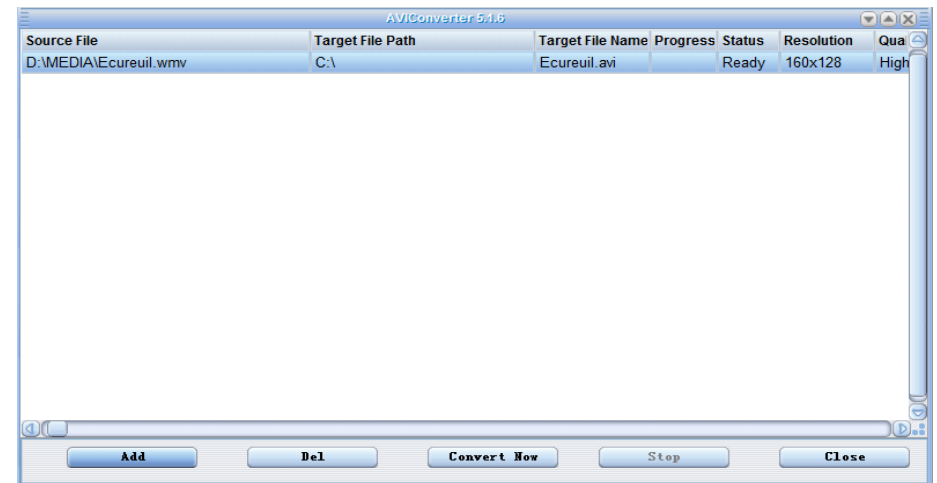 AVIConverter 5.1.6
Source File Target File Path Target File Name Progress Status Resolution Qua
D:\MEDIA\Ecureuil.wmv C:\ Ecureuil.avi Ready 160x128 High
Add Del Convert Now Stop Close